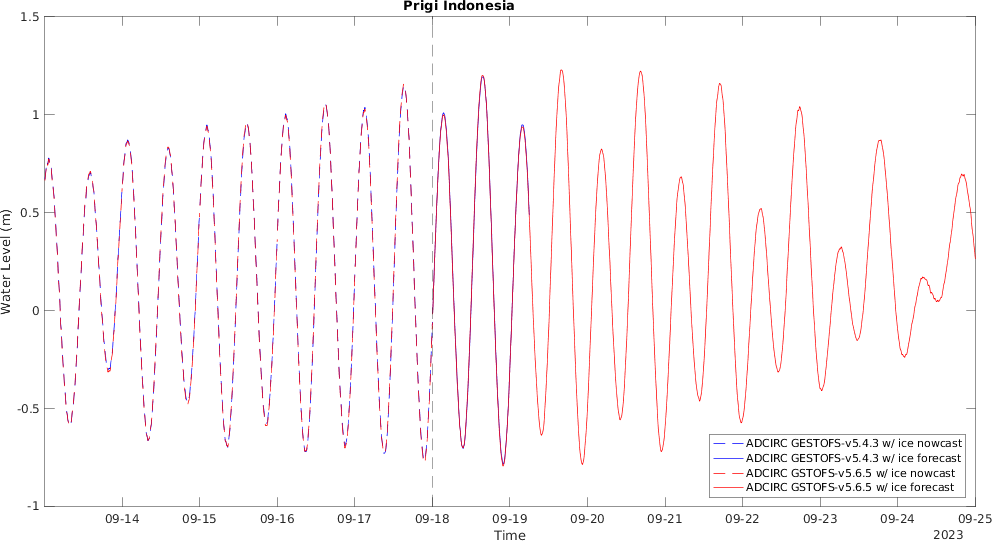 Prigi Indonesia
1.5
1
0.5
0
-0.5
-1
Water Level (m)
ADCIRC GESTOFS-v5.4.3 w/ ice nowcast
ADCIRC GESTOFS-v5.4.3 w/ ice forecast
ADCIRC GSTOFS-v5.6.5 w/ ice nowcast
ADCIRC GSTOFS-v5.6.5 w/ ice forecast
09-14 09-15 09-16 09-17 09-18 09-19 09-20 09-21 09-22 09-23 09-24 09-25
Time
2023